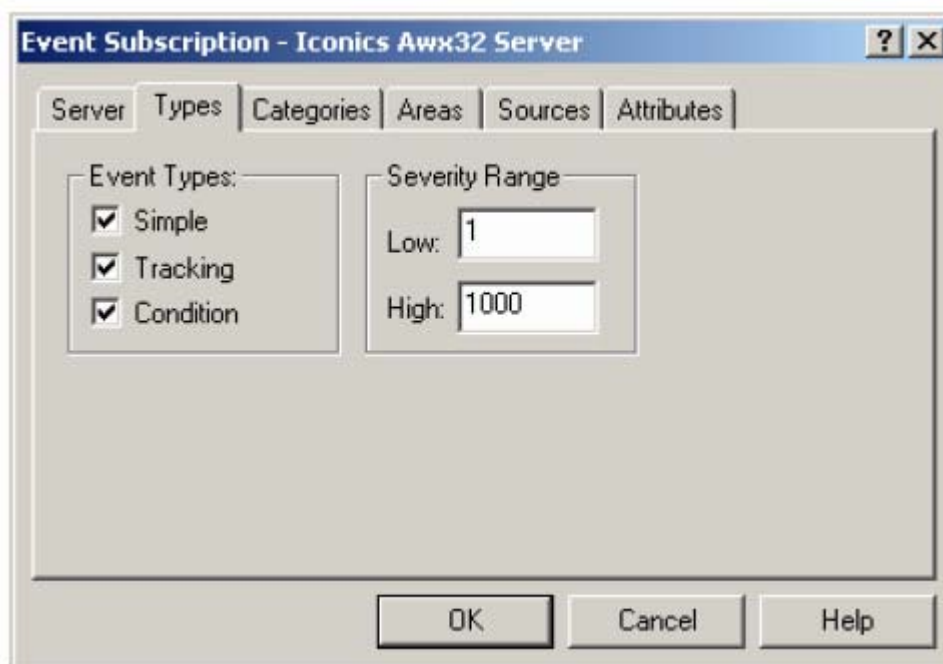 Event Subscription - Iconics Awx32 Server
Server Types Categories Areas Sources Attributes
Event Types:
Simple
Tracking
Condition
Severity Range
Low: 1
High: 1000
OK Cancel Help